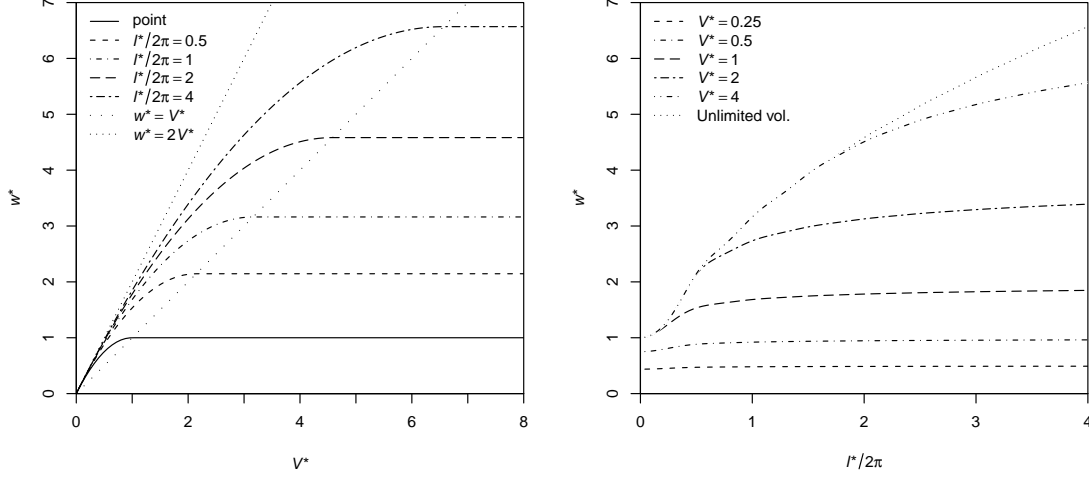 point
l*/2π = 0.5
l*/2π = 1
l*/2π = 2
l*/2π = 4
w* = V*
w* = 2V*
0
1
2
3
4
5
6
7
w*
0
2
4
6
8
V*
V* = 0.25
V* = 0.5
V* = 1
V* = 2
V* = 4
Unlimited vol.
0
1
2
3
4
5
6
7
w*
0
1
2
3
4
l*/2π